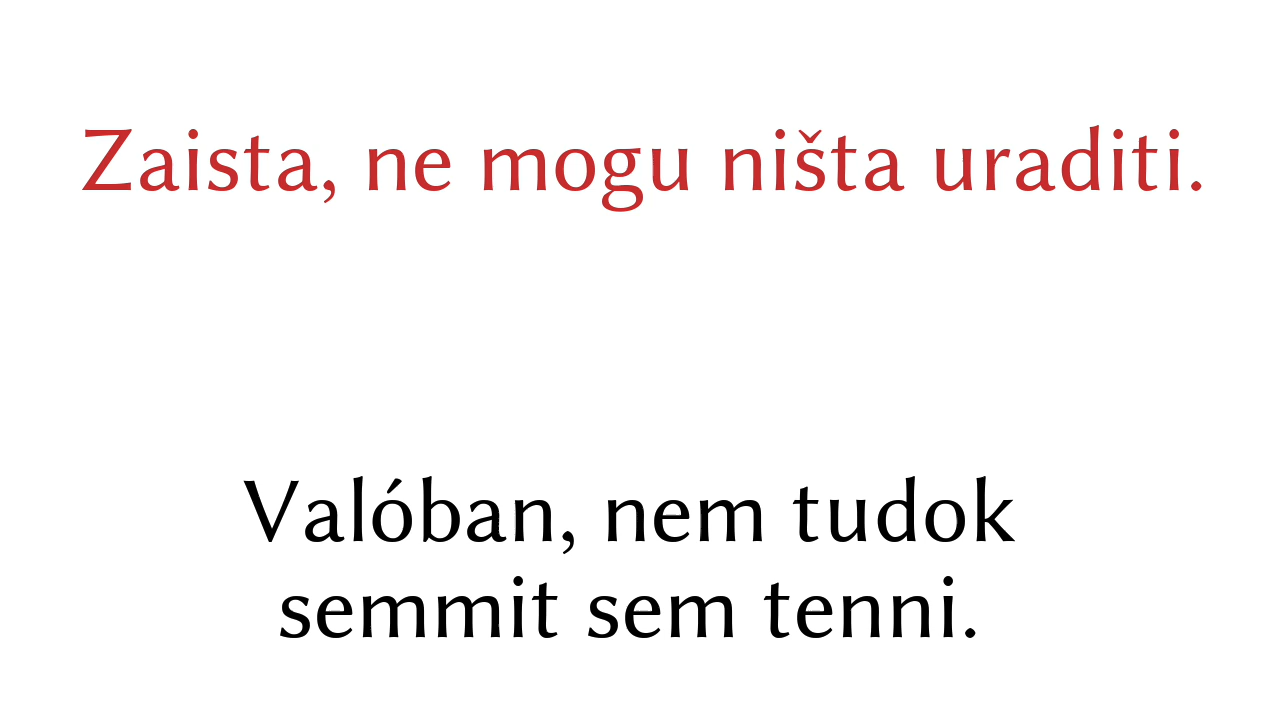 Zaista, ne mogu ništa uraditi.
Valóban, nem tudok
semmit sem tenni.